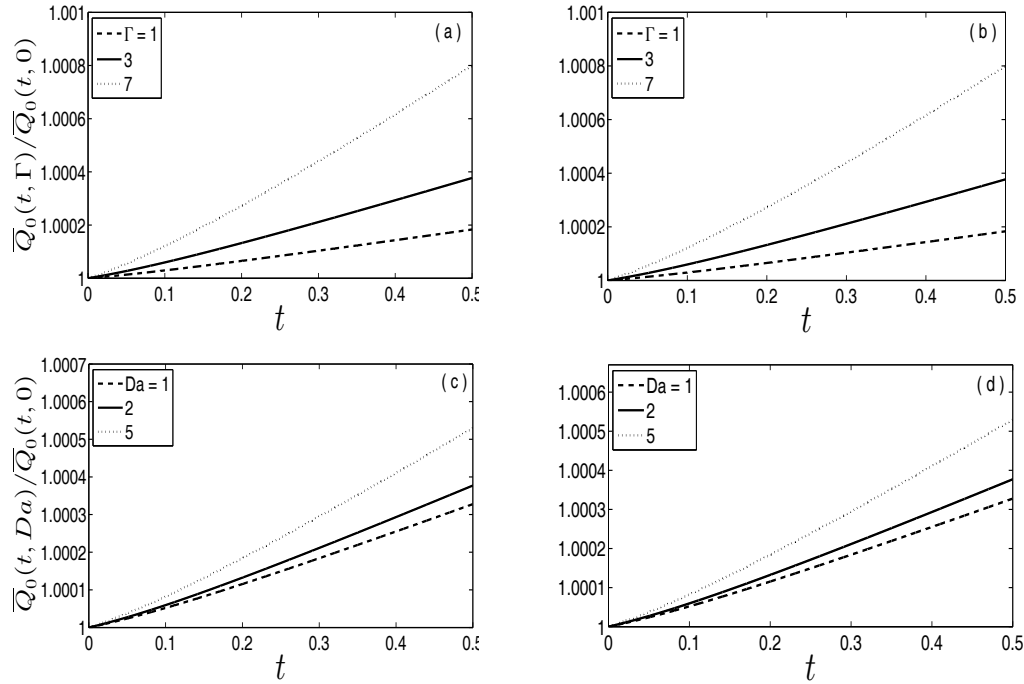 1.001
1.0008
1.0006
1.0004
1.0002
1
0 0.1 0.2 0.3 0.4 0.5
t
Q̅₀(t, Γ)/Q̅₀(t, 0)
Γ = 1
3
7
(a)
1.001
1.0008
1.0006
1.0004
1.0002
1
0 0.1 0.2 0.3 0.4 0.5
t
Γ = 1
3
7
(b)
1.0007
1.0006
1.0005
1.0004
1.0003
1.0002
1.0001
1
0 0.1 0.2 0.3 0.4 0.5
t
Q̅₀(t, Da)/Q̅₀(t, 0)
Da = 1
2
5
(c)
1.0006
1.0005
1.0004
1.0003
1.0002
1.0001
1
0 0.1 0.2 0.3 0.4 0.5
t
Da = 1
2
5
(d)